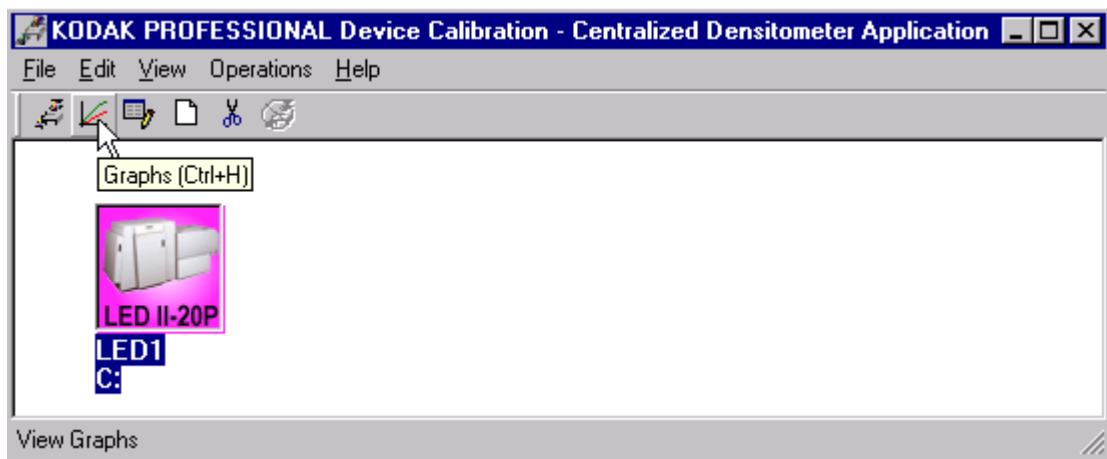 KODAK PROFESSIONAL Device Calibration - Centralized Densitometer Application
File Edit View Operations Help
Graphs (Ctrl+H)
LED II-20P
LED1
C:
View Graphs